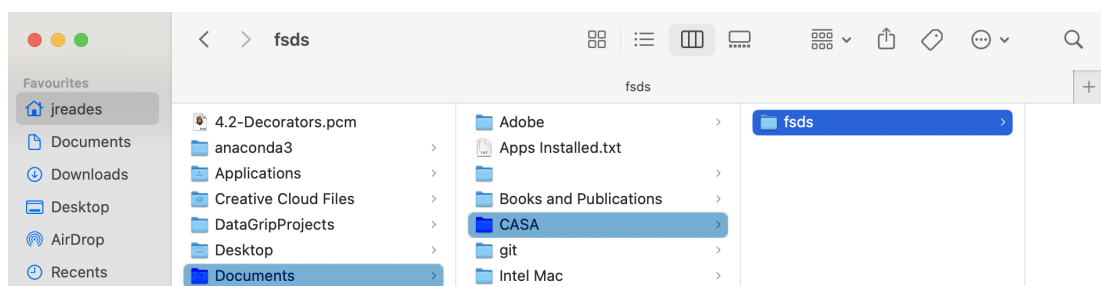 fsds
fsds
Favourites
jreades
Documents
Downloads
Desktop
AirDrop
Recents
4.2-Decorators.pcm
anaconda3
Applications
Creative Cloud Files
DataGripProjects
Desktop
Documents
Adobe
Apps Installed.txt
Books and Publications
CASA
git
Intel Mac
fsds